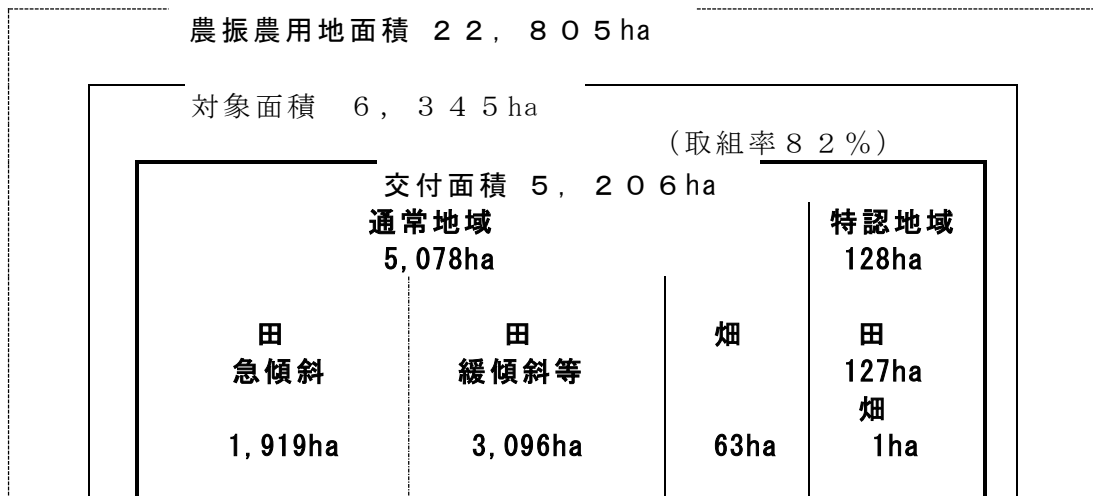 農振農用地面積 ２２，８０５ha
対象面積 ６，３４５ha
（取組率８２％）
交付面積 ５，２０６ha
通常地域 特認地域
5,078ha 128ha
田 田 畑 田
急傾斜 緩傾斜等 127ha
畑
1,919ha 3,096ha 63ha 1ha